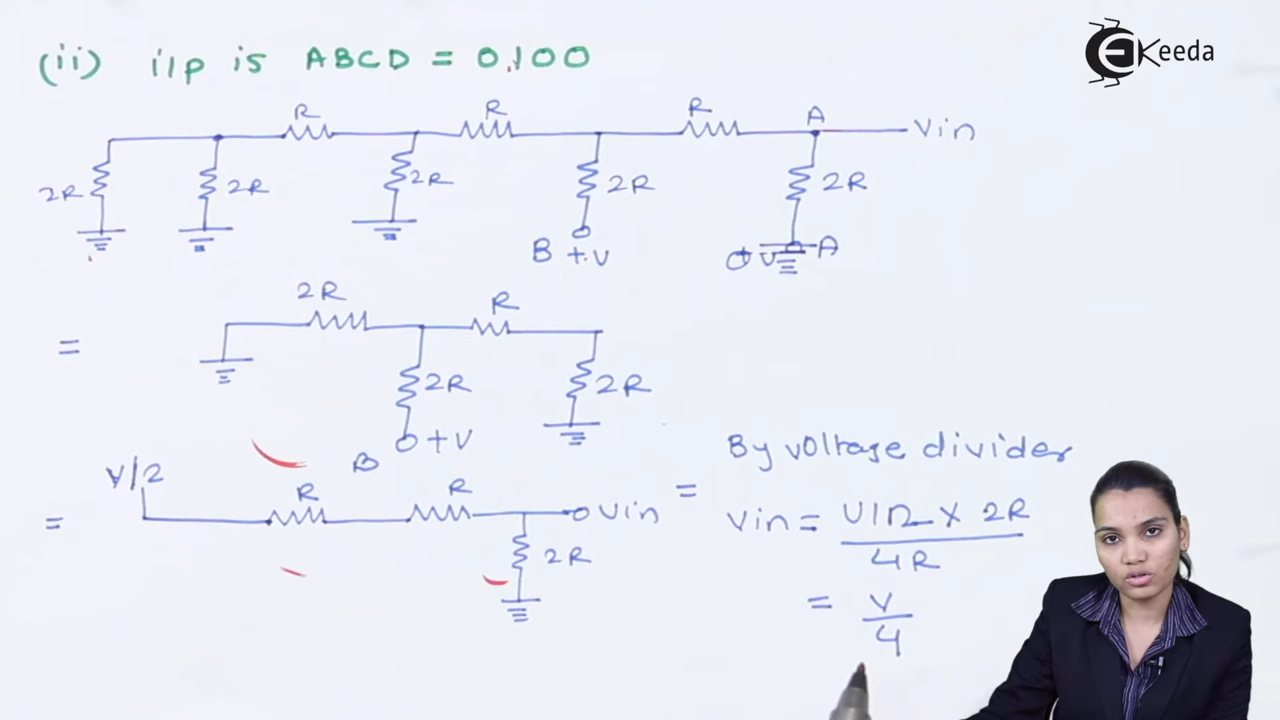 (ii) i/p is ABCD = 0100
Keeda
R R R A Vin
2R 2R 2R 2R 2R
B +V +V A
2R R
=
2R 2R
+V
B
By voltage divider
V/2
R R
= Vin =
Vin = V/2 × 2R
4R
2R
= V
4